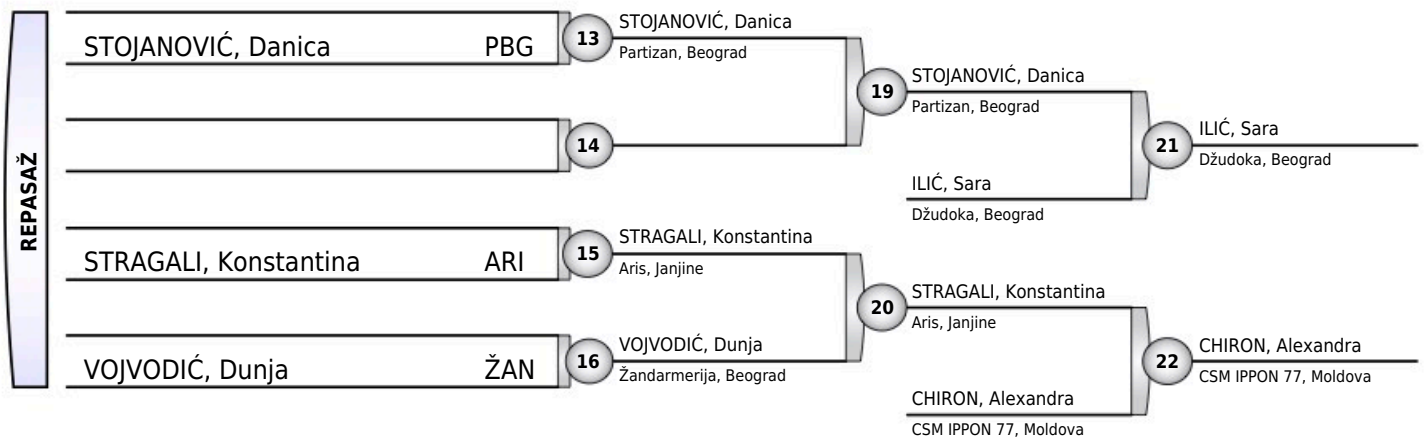 REPASAŽ
STOJANOVIĆ, Danica PBG
13
STOJANOVIĆ, Danica
Partizan, Beograd
14
19
STOJANOVIĆ, Danica
Partizan, Beograd
ILIĆ, Sara
Džudoka, Beograd
21
ILIĆ, Sara
Džudoka, Beograd
STRAGALI, Konstantina ARI
15
STRAGALI, Konstantina
Aris, Janjine
VOJVODIĆ, Dunja ŽAN
16
VOJVODIĆ, Dunja
Žandarmerija, Beograd
20
STRAGALI, Konstantina
Aris, Janjine
CHIRON, Alexandra
CSM IPPON 77, Moldova
22
CHIRON, Alexandra
CSM IPPON 77, Moldova